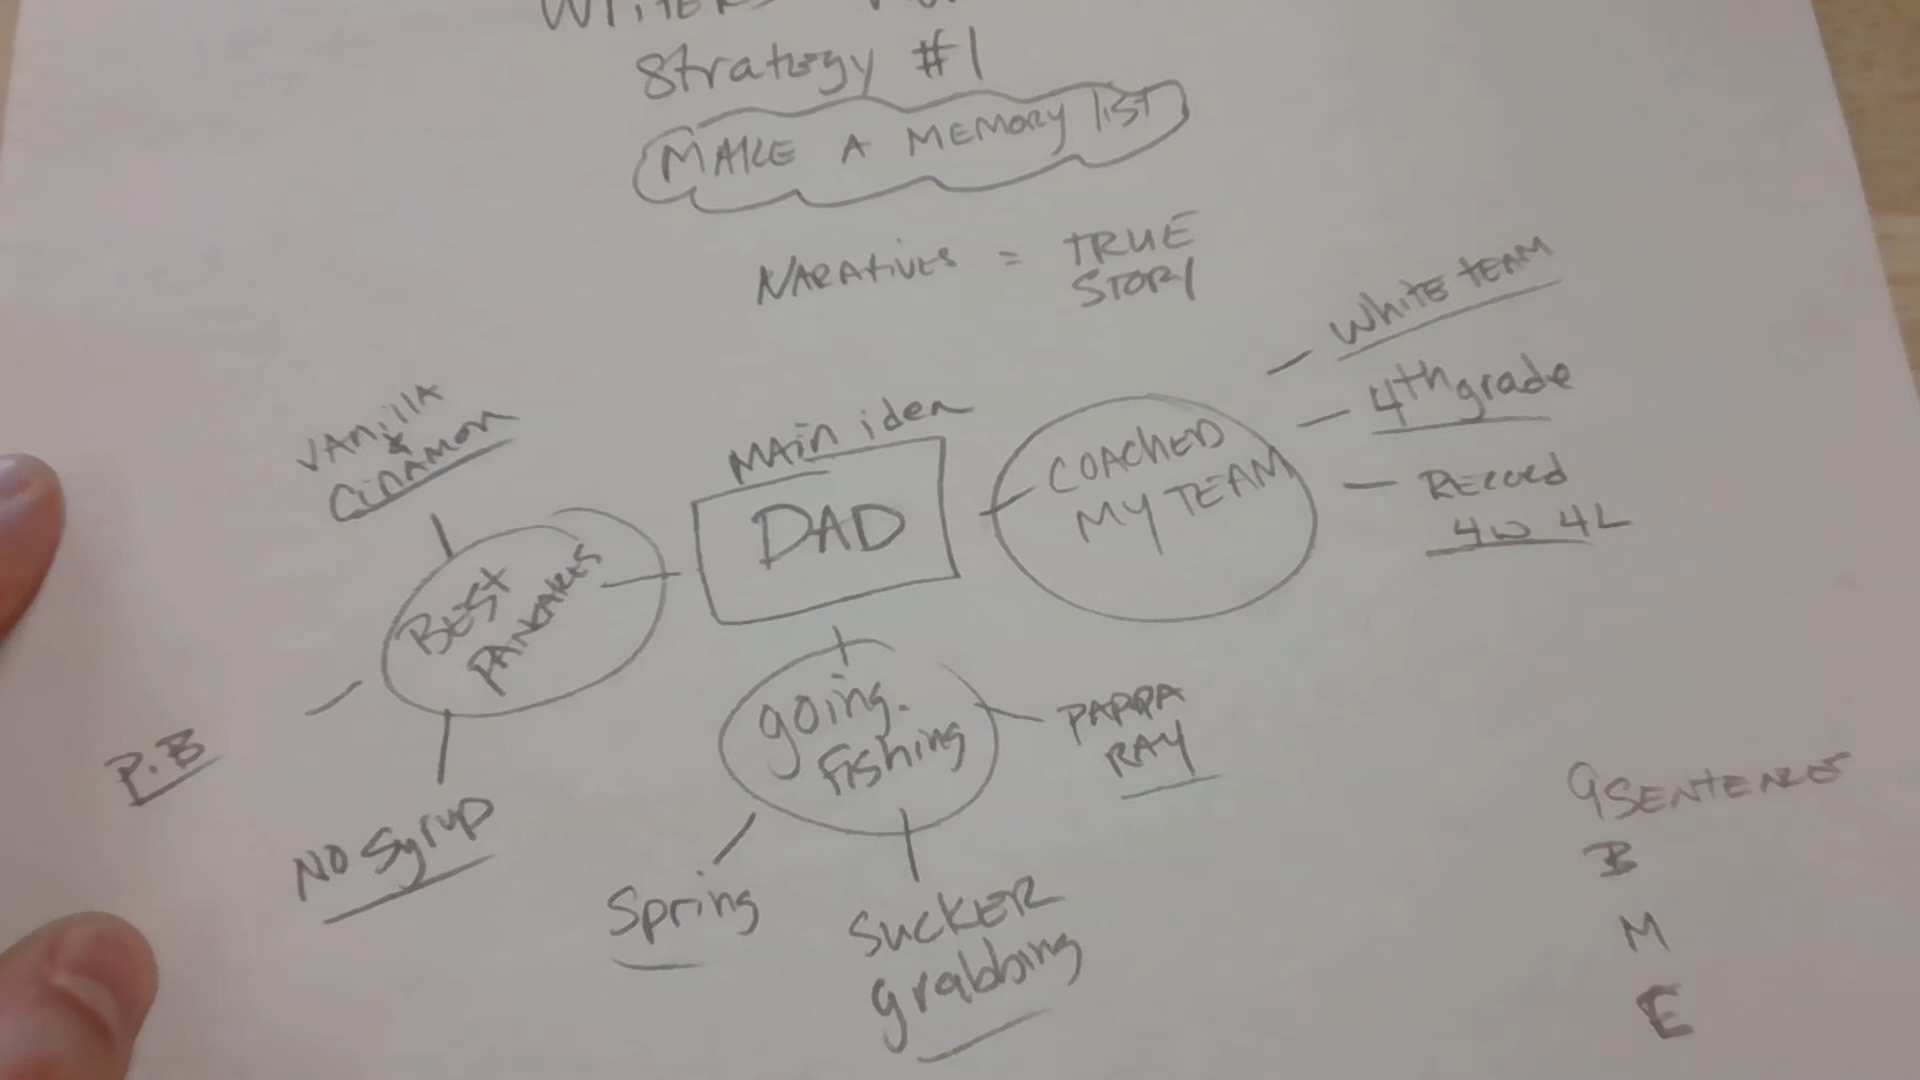 Strategy #1
MAKE A MEMORY LIST
NARATIVES = TRUE
STORY
WHITE TEAM
4th grade
RECORD
4W 4L
MAIN idea
DAD
COACHED
MY TEAM
VANILLA
&
CINAMON
BEST
PANCAKES
P.B
NO Syrup
going
fishing
PAPPA
RAY
Spring
SUCKER
grabbing
9 SENTENCES
B
M
E